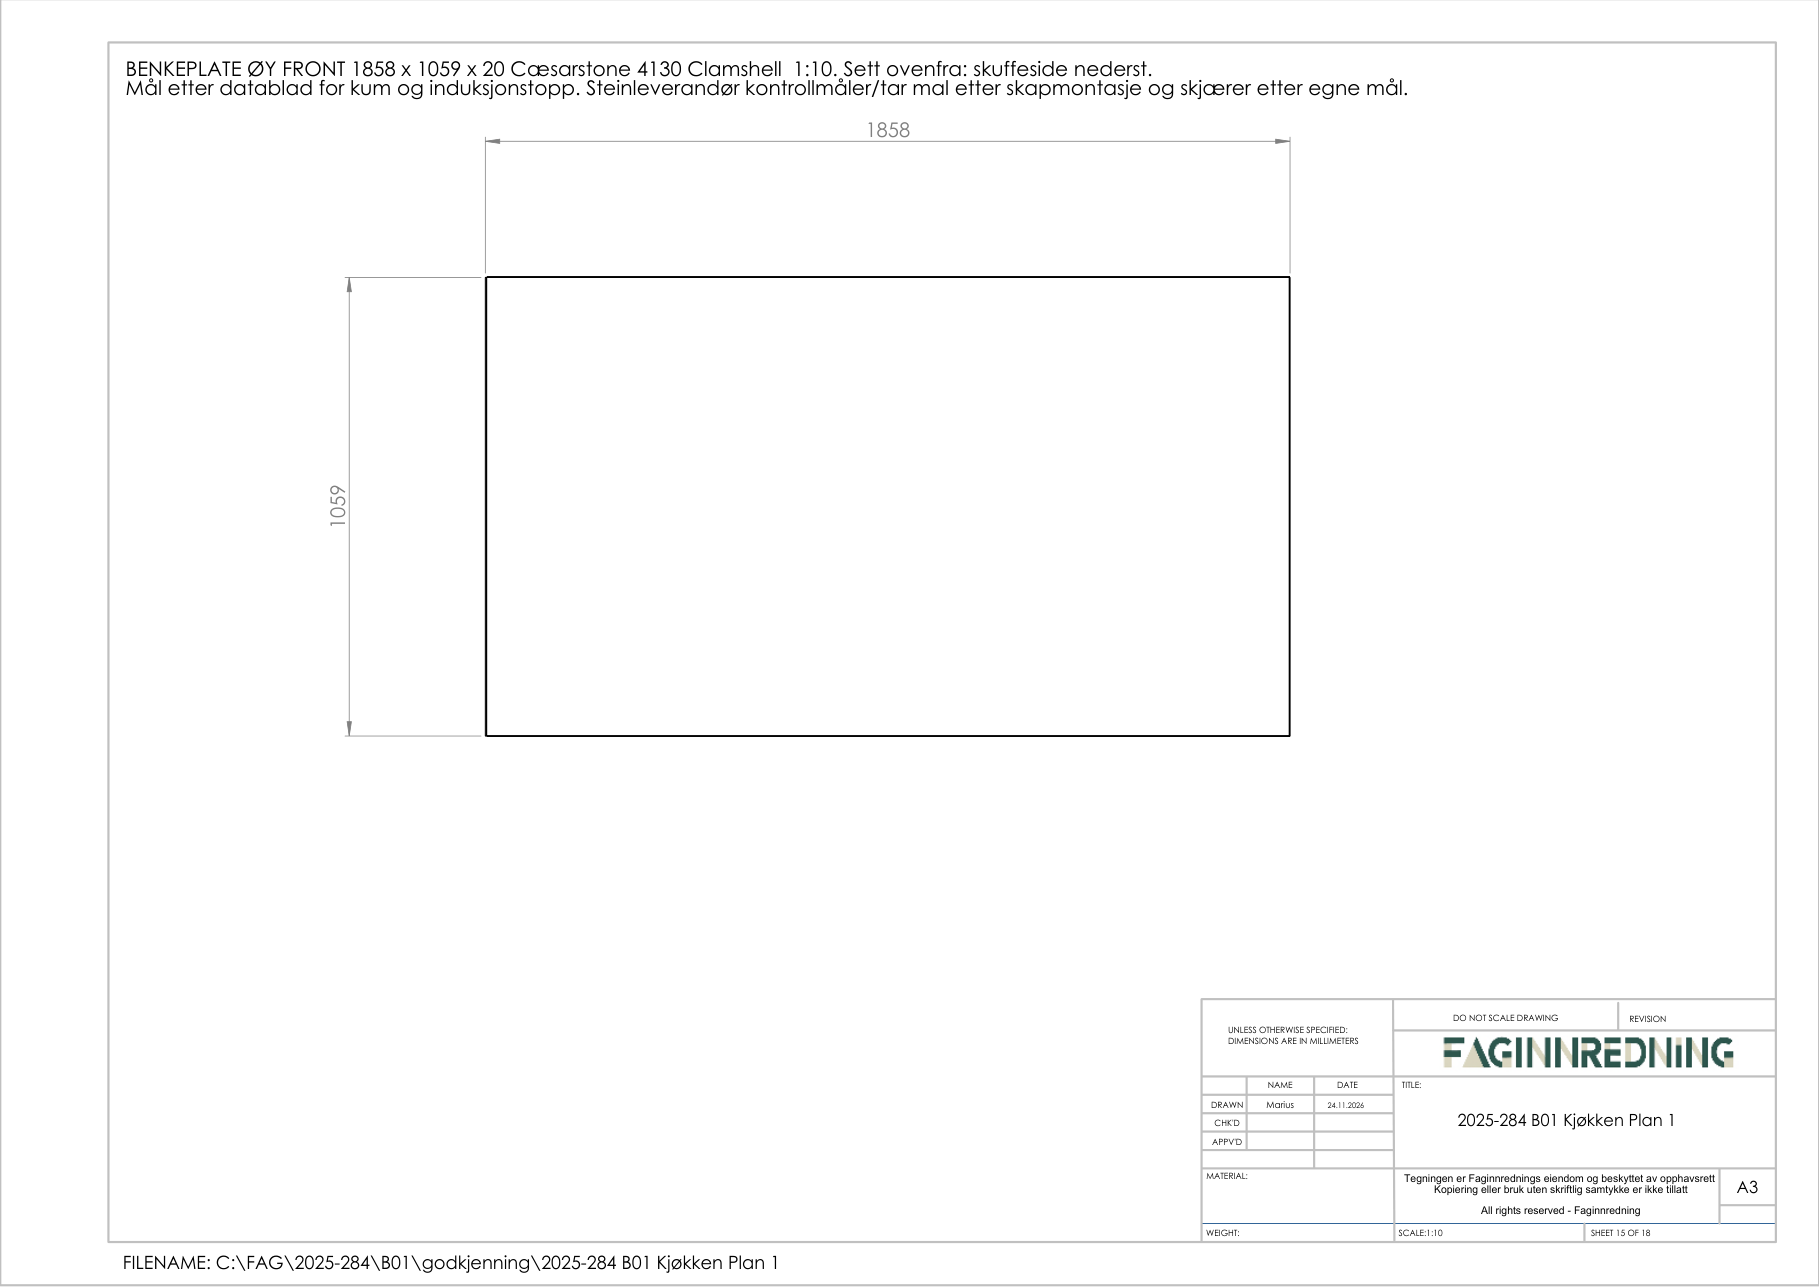 BENKEPLATE ØY FRONT 1858 x 1059 x 20 Cæsarstone 4130 Clamshell  1:10. Sett ovenfra: skuffeside nederst.
Mål etter datablad for kum og induksjonstopp. Steinleverandør kontrollmåler/tar mal etter skapmontasje og skjærer etter egne mål.
1858
1059
UNLESS OTHERWISE SPECIFIED:
DIMENSIONS ARE IN MILLIMETERS
DO NOT SCALE DRAWING
REVISION
FAGINNREDNING
NAME
DATE
TITLE:
DRAWN
Marius
24.11.2026
2025-284 B01 Kjøkken Plan 1
CHK'D
APPV'D
MATERIAL:
Tegningen er Faginnrednings eiendom og beskyttet av opphavsrett
Kopiering eller bruk uten skriftlig samtykke er ikke tillatt
All rights reserved - Faginnredning
A3
WEIGHT:
SCALE:1:10
SHEET 15 OF 18
FILENAME: C:\FAG\2025-284\B01\godkjenning\2025-284 B01 Kjøkken Plan 1